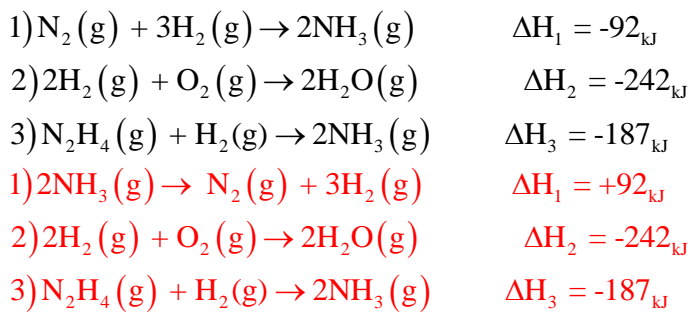 1) N₂(g) + 3H₂(g) → 2NH₃(g) ΔH₁ = -92kJ
2) 2H₂(g) + O₂(g) → 2H₂O(g) ΔH₂ = -242kJ
3) N₂H₄(g) + H₂(g) → 2NH₃(g) ΔH₃ = -187kJ
1) 2NH₃(g) → N₂(g) + 3H₂(g) ΔH₁ = +92kJ
2) 2H₂(g) + O₂(g) → 2H₂O(g) ΔH₂ = -242kJ
3) N₂H₄(g) + H₂(g) → 2NH₃(g) ΔH₃ = -187kJ